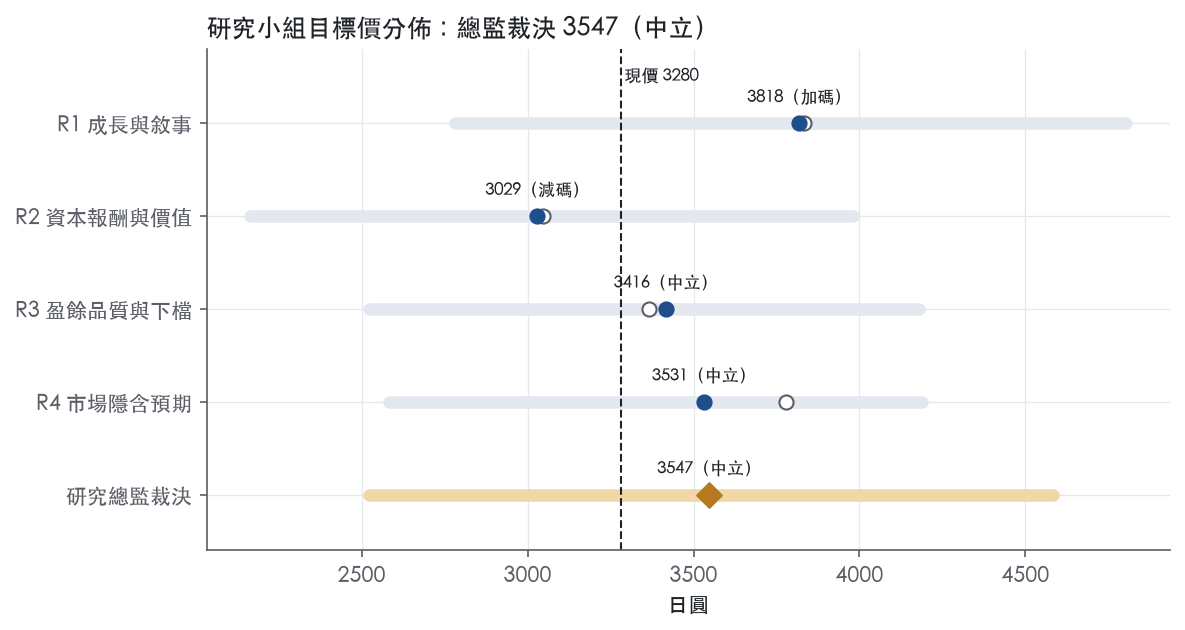 研究小組目標價分佈：總監裁決 3547（中立）
現價 3280
3818（加碼）
R1 成長與敘事
3029（減碼）
R2 資本報酬與價值
3416（中立）
R3 盈餘品質與下檔
3531（中立）
R4 市場隱含預期
3547（中立）
研究總監裁決
2500 3000 3500 4000 4500
日圓